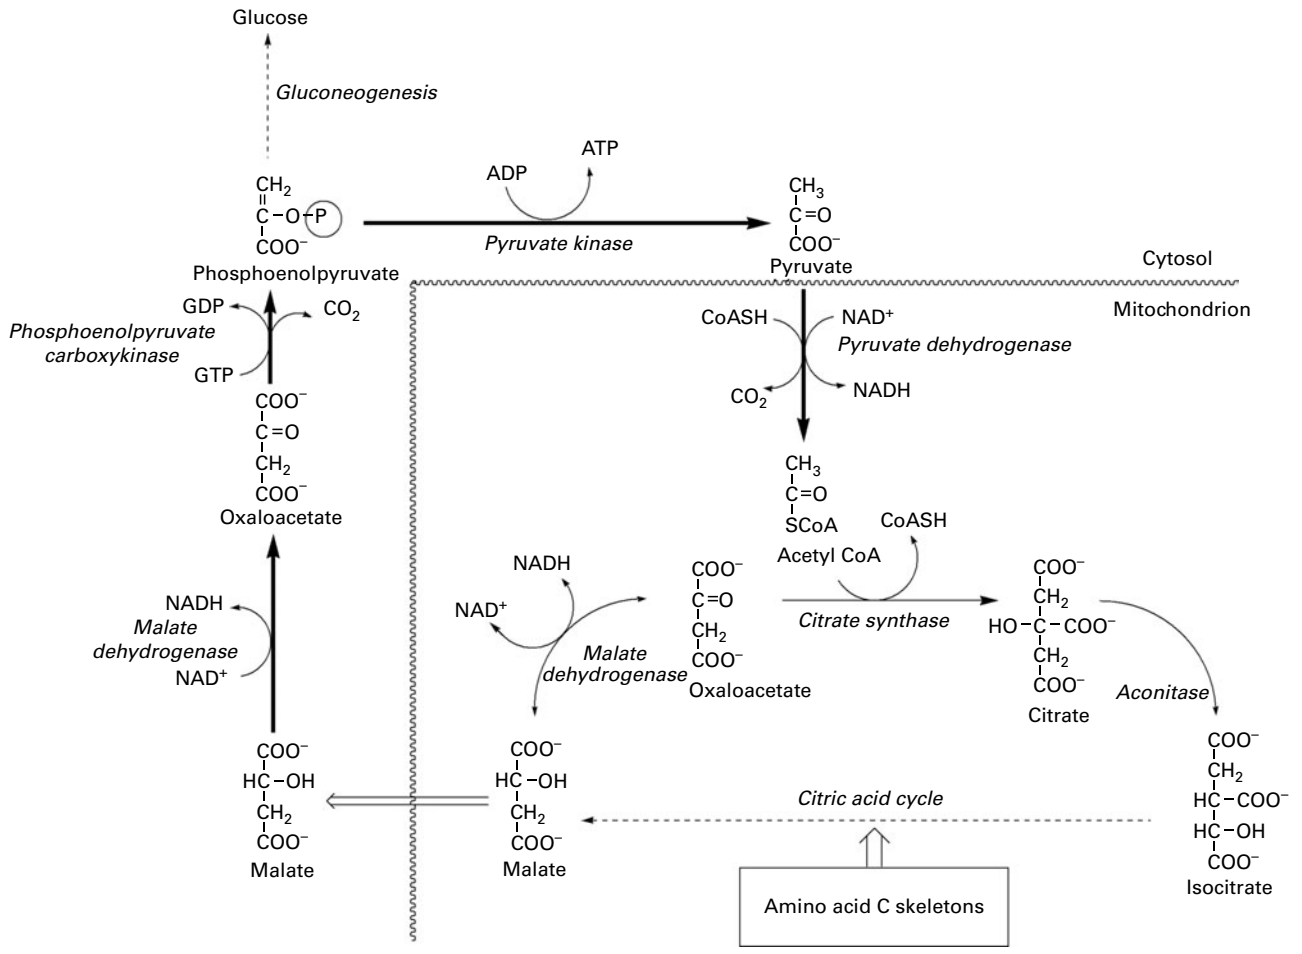 Glucose
Gluconeogenesis
ADP
ATP
CH₂
C–O–P
COO⁻
Phosphoenolpyruvate
Pyruvate kinase
CH₃
C=O
COO⁻
Pyruvate
Cytosol
Mitochondrion
GDP
CO₂
Phosphoenolpyruvate
carboxykinase
GTP
CoASH
NAD⁺
Pyruvate dehydrogenase
CO₂
NADH
COO⁻
C=O
CH₂
COO⁻
Oxaloacetate
CH₃
C=O
SCoA
Acetyl CoA
CoASH
NADH
Malate
dehydrogenase
NAD⁺
NADH
NAD⁺
Malate
dehydrogenase
COO⁻
C=O
CH₂
COO⁻
Oxaloacetate
Citrate synthase
COO⁻
CH₂
HO–C–COO⁻
CH₂
COO⁻
Citrate
Aconitase
COO⁻
HC–OH
CH₂
COO⁻
Malate
COO⁻
HC–OH
CH₂
COO⁻
Malate
Citric acid cycle
COO⁻
CH₂
HC–COO⁻
HC–OH
COO⁻
Isocitrate
Amino acid C skeletons